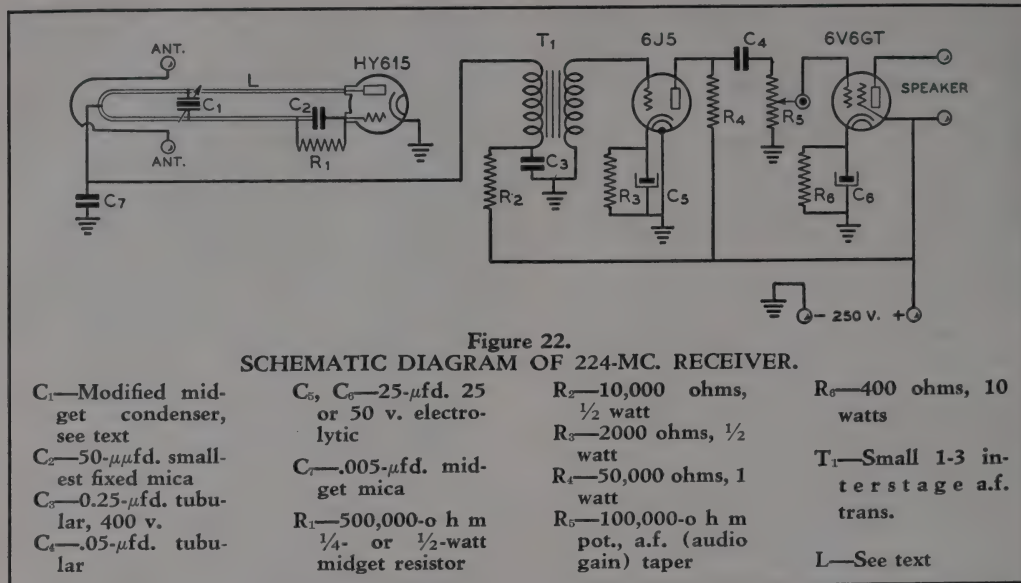 ANT.
L
HY615
C₁
C₂
R₁
ANT.
C₇
T₁
6J5
C₄
6V6GT
SPEAKER
R₄
R₅
C₃
R₂
R₃
C₅
R₆
C₆
− 250 V. +
Figure 22.
SCHEMATIC DIAGRAM OF 224-MC. RECEIVER.
C₁—Modified mid-
get condenser,
see text
C₂—50-μμfd. small-
est fixed mica
C₃—0.25-μfd. tubu-
lar, 400 v.
C₄—.05-μfd. tubu-
lar
C₅, C₆—25-μfd. 25
or 50 v. electro-
lytic
C₇—.005-μfd. mid-
get mica
R₁—500,000-o h m
¼- or ½-watt
midget resistor
R₂—10,000 ohms,
½ watt
R₃—2000 ohms, ½
watt
R₄—50,000 ohms, 1
watt
R₅—100,000-o h m
pot., a.f. (audio
gain) taper
R₆—400 ohms, 10
watts
T₁—Small 1-3 in-
t e r s t a g e a.f.
trans.
L—See text